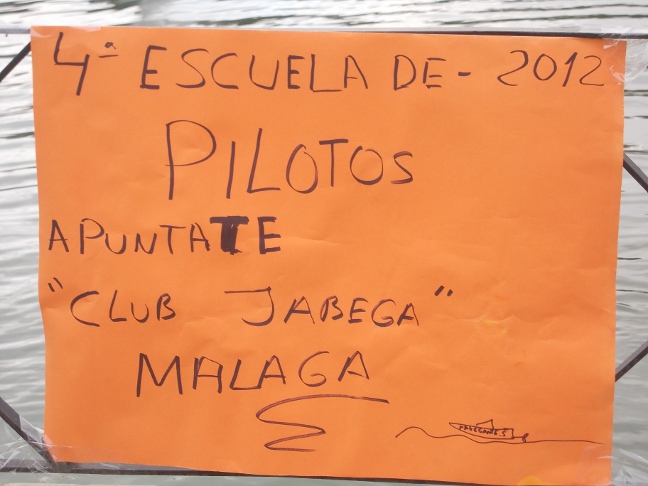 4ª ESCUELA DE - 2012
PILOTOS
APUNTATE
"CLUB JABEGA"
MALAGA